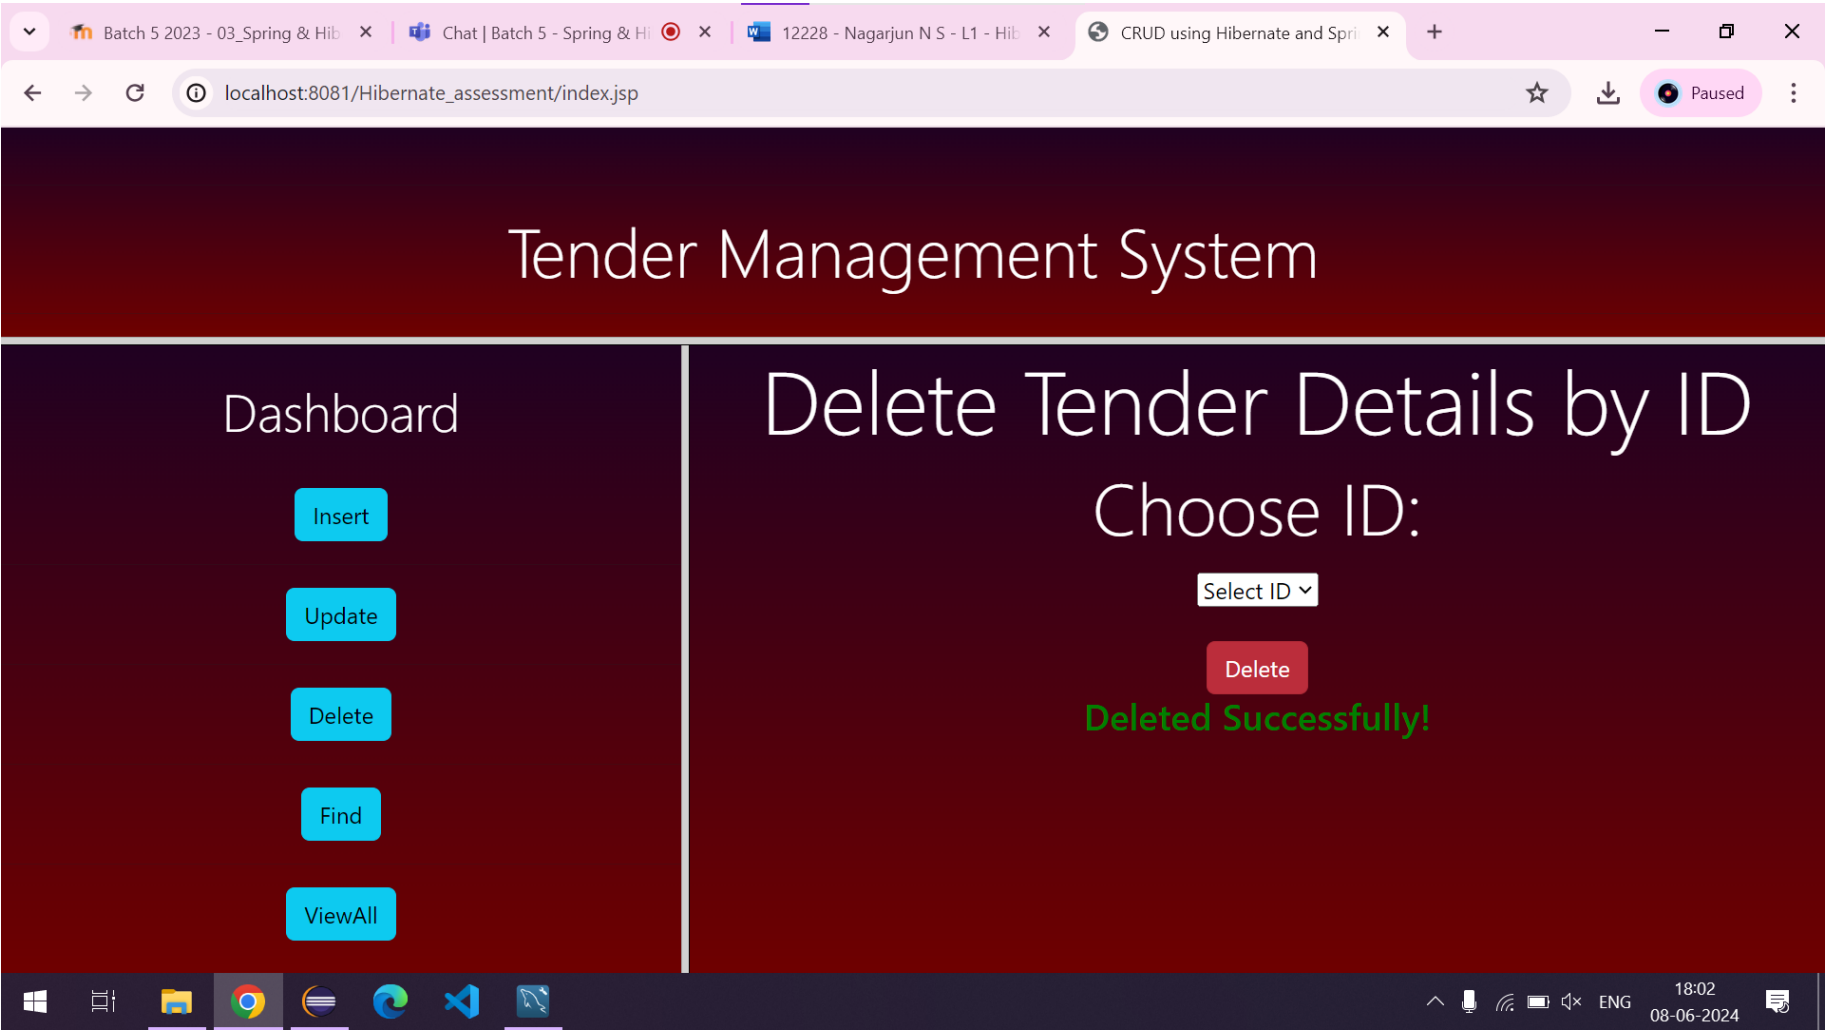 Batch 5 2023 - 03_Spring & Hib
Chat | Batch 5 - Spring & Hi
12228 - Nagarjun N S - L1 - Hib
CRUD using Hibernate and Spri
localhost:8081/Hibernate_assessment/index.jsp
Paused
Tender Management System
Dashboard
Insert
Update
Delete
Find
ViewAll
Delete Tender Details by ID
Choose ID:
Select ID
Delete
Deleted Successfully!
ENG
18:02
08-06-2024